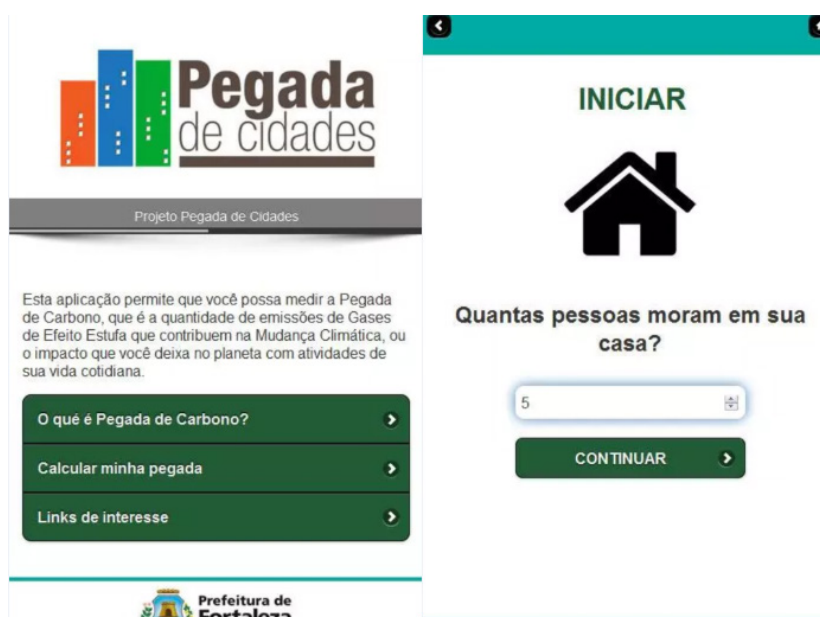 Pegada
de cidades
Projeto Pegada de Cidades
Esta aplicação permite que você possa medir a Pegada
de Carbono, que é a quantidade de emissões de Gases
de Efeito Estufa que contribuem na Mudança Climática, ou
o impacto que você deixa no planeta com atividades de
sua vida cotidiana.
O qué é Pegada de Carbono?
Calcular minha pegada
Links de interesse
Prefeitura de
Fortaleza
INICIAR
Quantas pessoas moram em sua
casa?
5
CONTINUAR